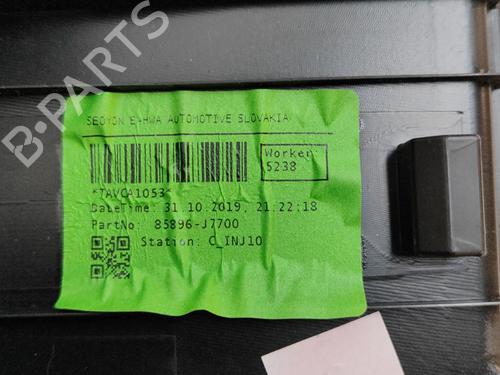 B-PARTS
SEOYON E-HWA AUTOMOTIVE SLOVAKIA
Worker
5238
*TAVCA1053*
DateTime: 31.10.2019, 21:22:18
PartNo: 85896-J7700
Station: C_INJ10